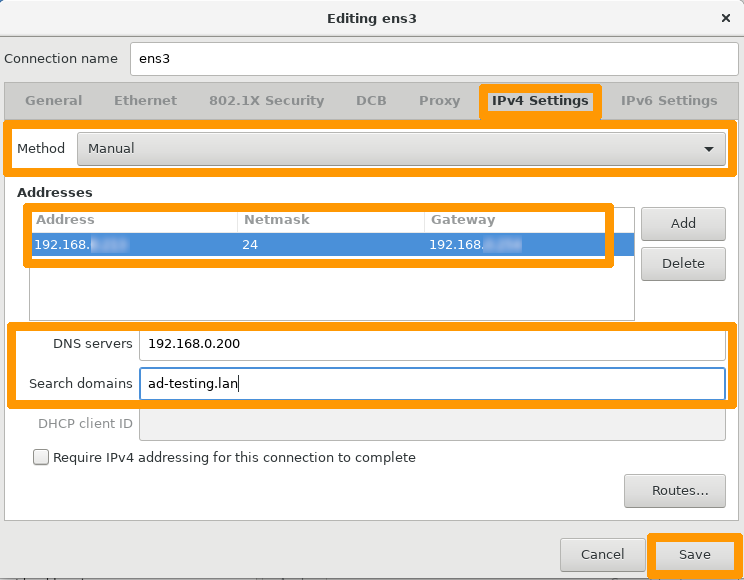 Editing ens3
Connection name ens3
General Ethernet 802.1X Security DCB Proxy IPv4 Settings IPv6 Settings
Method Manual
Addresses
Address Netmask Gateway
192.168. 24 192.168.
Add
Delete
DNS servers 192.168.0.200
Search domains ad-testing.lan
DHCP client ID
Require IPv4 addressing for this connection to complete
Routes...
Cancel Save